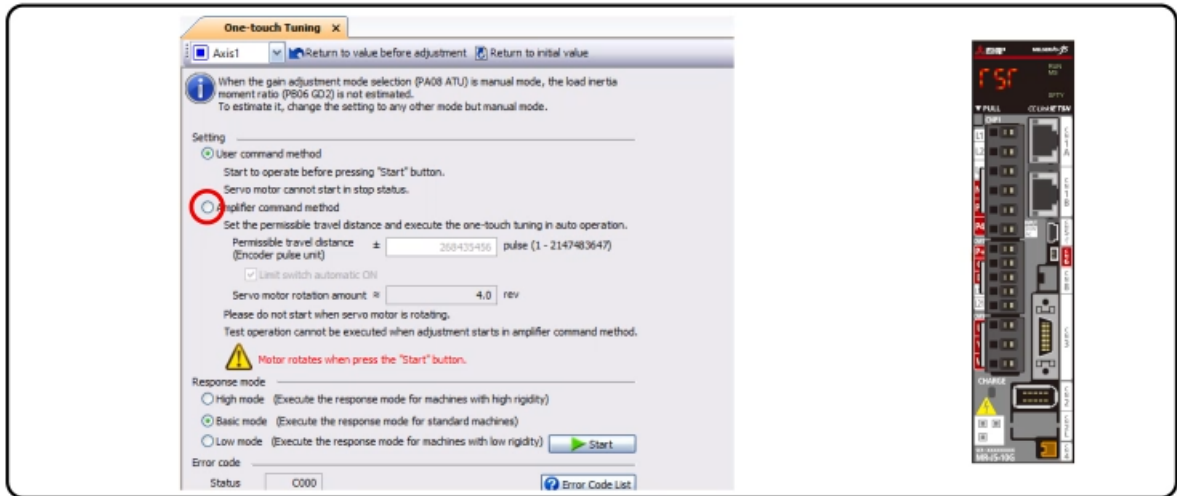 One-touch Tuning X
Axis1 Return to value before adjustment Return to initial value
When the gain adjustment mode selection (PA08 ATU) is manual mode, the load inertia
moment ratio (PB06 GD2) is not estimated.
To estimate it, change the setting to any other mode but manual mode.
Setting
User command method
Start to operate before pressing "Start" button.
Servo motor cannot start in stop status.
Amplifier command method
Set the permissible travel distance and execute the one-touch tuning in auto operation.
Permissible travel distance ± 268435456 pulse (1 - 2147483647)
(Encoder pulse unit)
Limit switch automatic ON
Servo motor rotation amount ≈ 4.0 rev
Please do not start when servo motor is rotating.
Test operation cannot be executed when adjustment starts in amplifier command method.
Motor rotates when press the "Start" button.
Response mode
High mode (Execute the response mode for machines with high rigidity)
Basic mode (Execute the response mode for standard machines)
Low mode (Execute the response mode for machines with low rigidity) Start
Error code
Status C000 Error Code List
▼PULL
CHARGE
MR-J5-10G